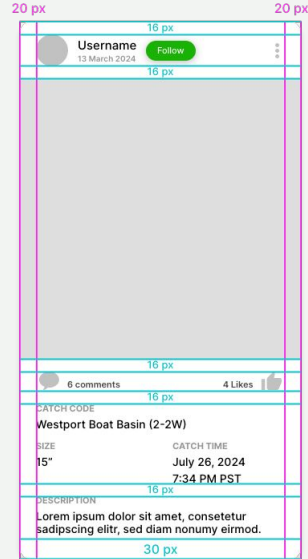 20 px 20 px
16 px
Username
Follow
13 March 2024
16 px
16 px
6 comments 4 Likes
16 px
CATCH CODE
Westport Boat Basin (2-2W)
SIZE CATCH TIME
15” July 26, 2024
7:34 PM PST
16 px
DESCRIPTION
Lorem ipsum dolor sit amet, consetetur
sadipscing elitr, sed diam nonumy eirmod.
30 px